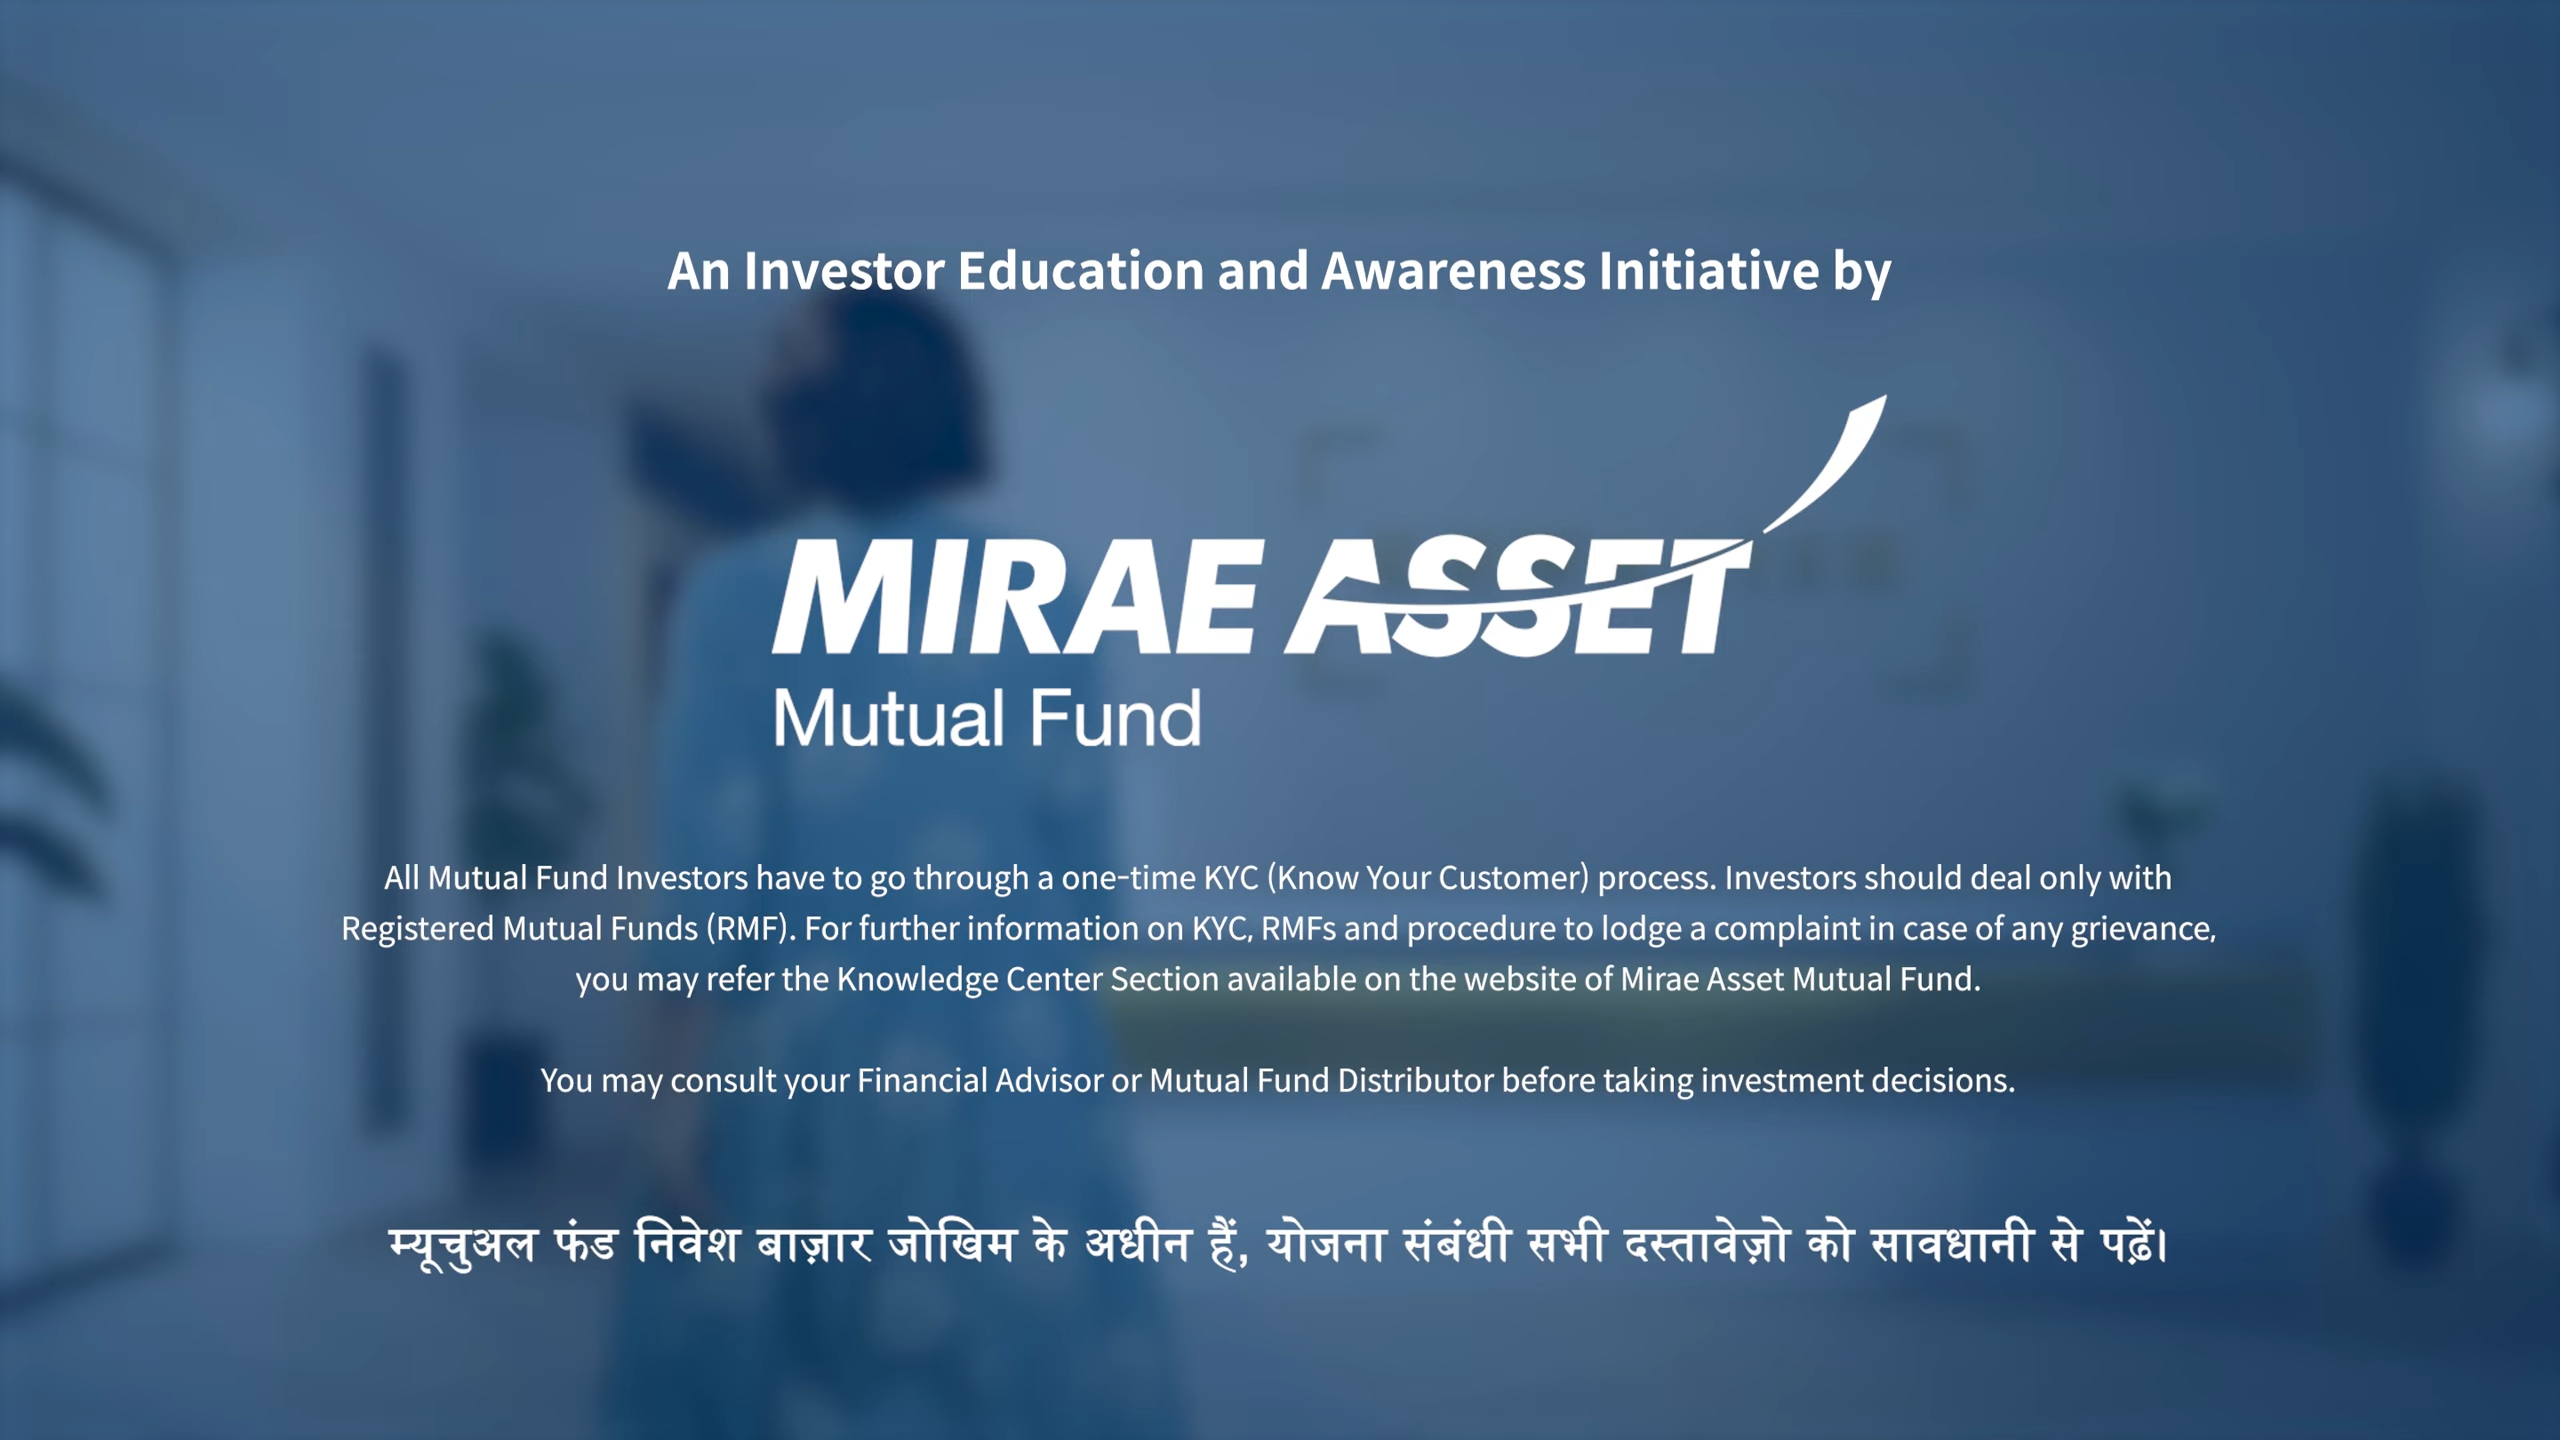 An Investor Education and Awareness Initiative by
MIRAE ASSET
Mutual Fund
All Mutual Fund Investors have to go through a one-time KYC (Know Your Customer) process. Investors should deal only with
Registered Mutual Funds (RMF). For further information on KYC, RMFs and procedure to lodge a complaint in case of any grievance,
you may refer the Knowledge Center Section available on the website of Mirae Asset Mutual Fund.
You may consult your Financial Advisor or Mutual Fund Distributor before taking investment decisions.
म्यूचुअल फंड निवेश बाज़ार जोखिम के अधीन हैं, योजना संबंधी सभी दस्तावेज़ो को सावधानी से पढ़ें।